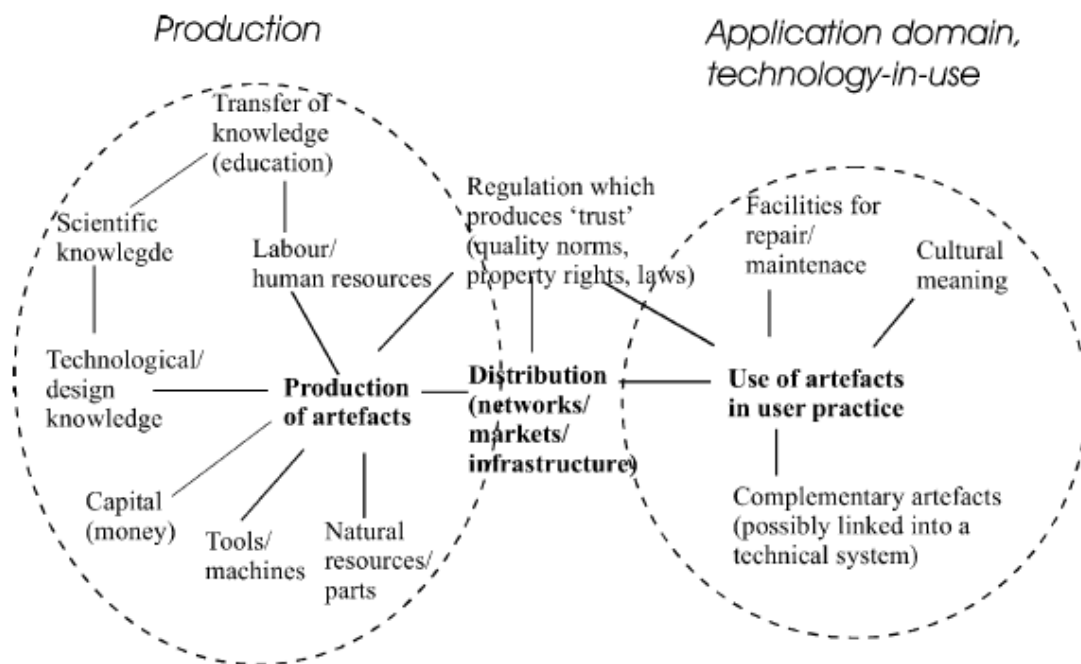 Production
Application domain,
technology-in-use
Transfer of
knowledge
(education)
Scientific
knowlegde
Labour/
human resources
Regulation which
produces ‘trust’
(quality norms,
property rights, laws)
Facilities for
repair/
maintenace
Cultural
meaning
Technological/
design
knowledge
Production
of artefacts
Distribution
(networks/
markets/
infrastructure)
Use of artefacts
in user practice
Capital
(money)
Tools/
machines
Natural
resources/
parts
Complementary artefacts
(possibly linked into a
technical system)